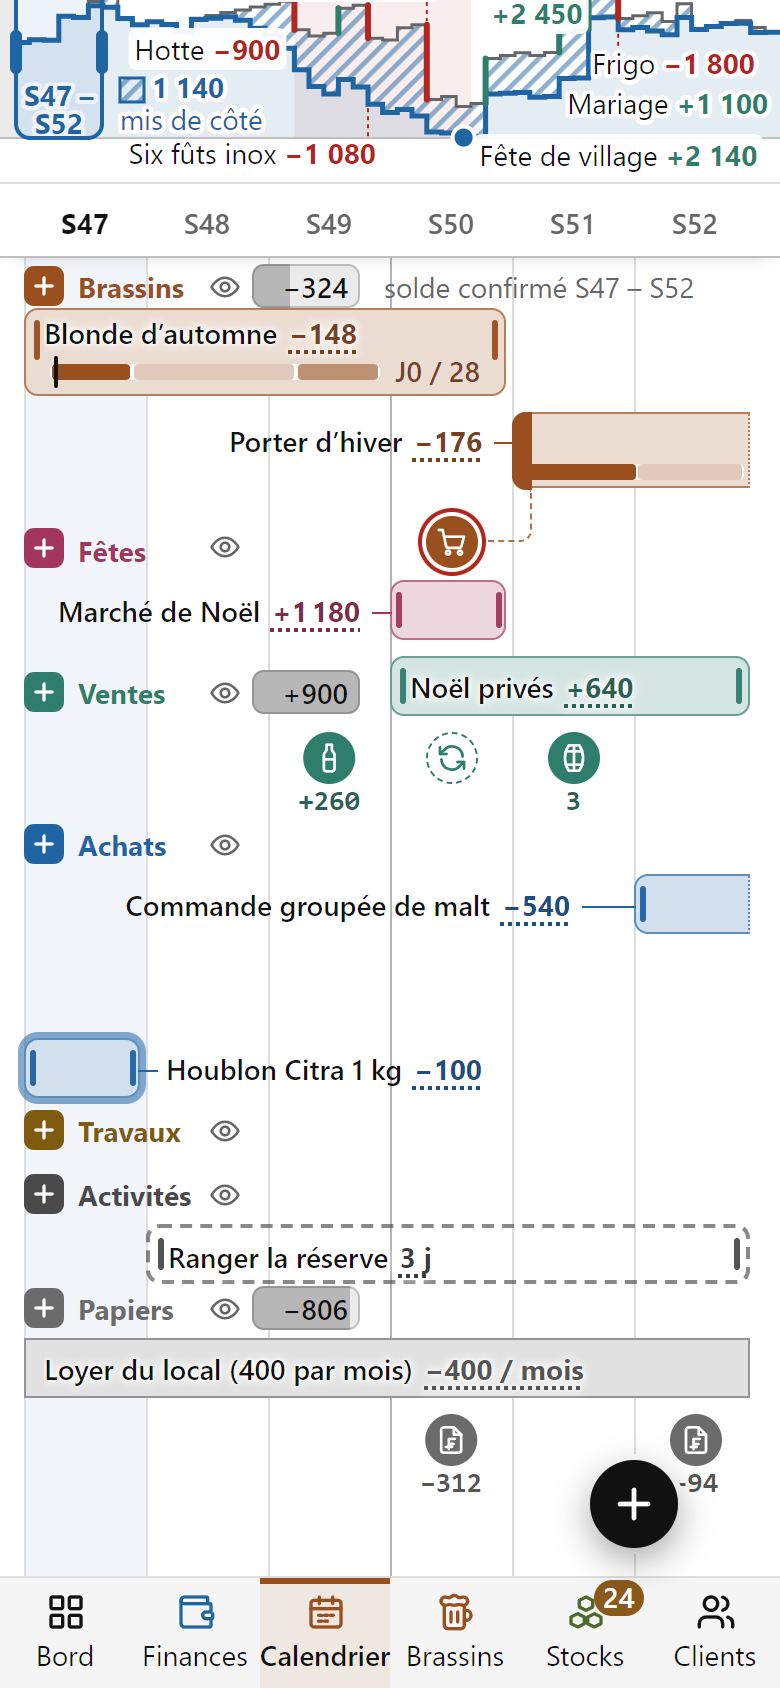 +2 450
Hotte −900
Frigo −1 800
1 140
mis de côté
S47 –
S52
Mariage +1 100
Six fûts inox −1 080
Fête de village +2 140
S47 S48 S49 S50 S51 S52
Brassins −324 solde confirmé S47 – S52
Blonde d’automne −148
J0 / 28
Porter d’hiver −176
Fêtes
Marché de Noël +1 180
Ventes +900
Noël privés +640
+260 3
Achats
Commande groupée de malt −540
Houblon Citra 1 kg −100
Travaux
Activités
Ranger la réserve 3 j
Papiers −806
Loyer du local (400 par mois) −400 / mois
−312 -94
24
Bord Finances Calendrier Brassins Stocks Clients